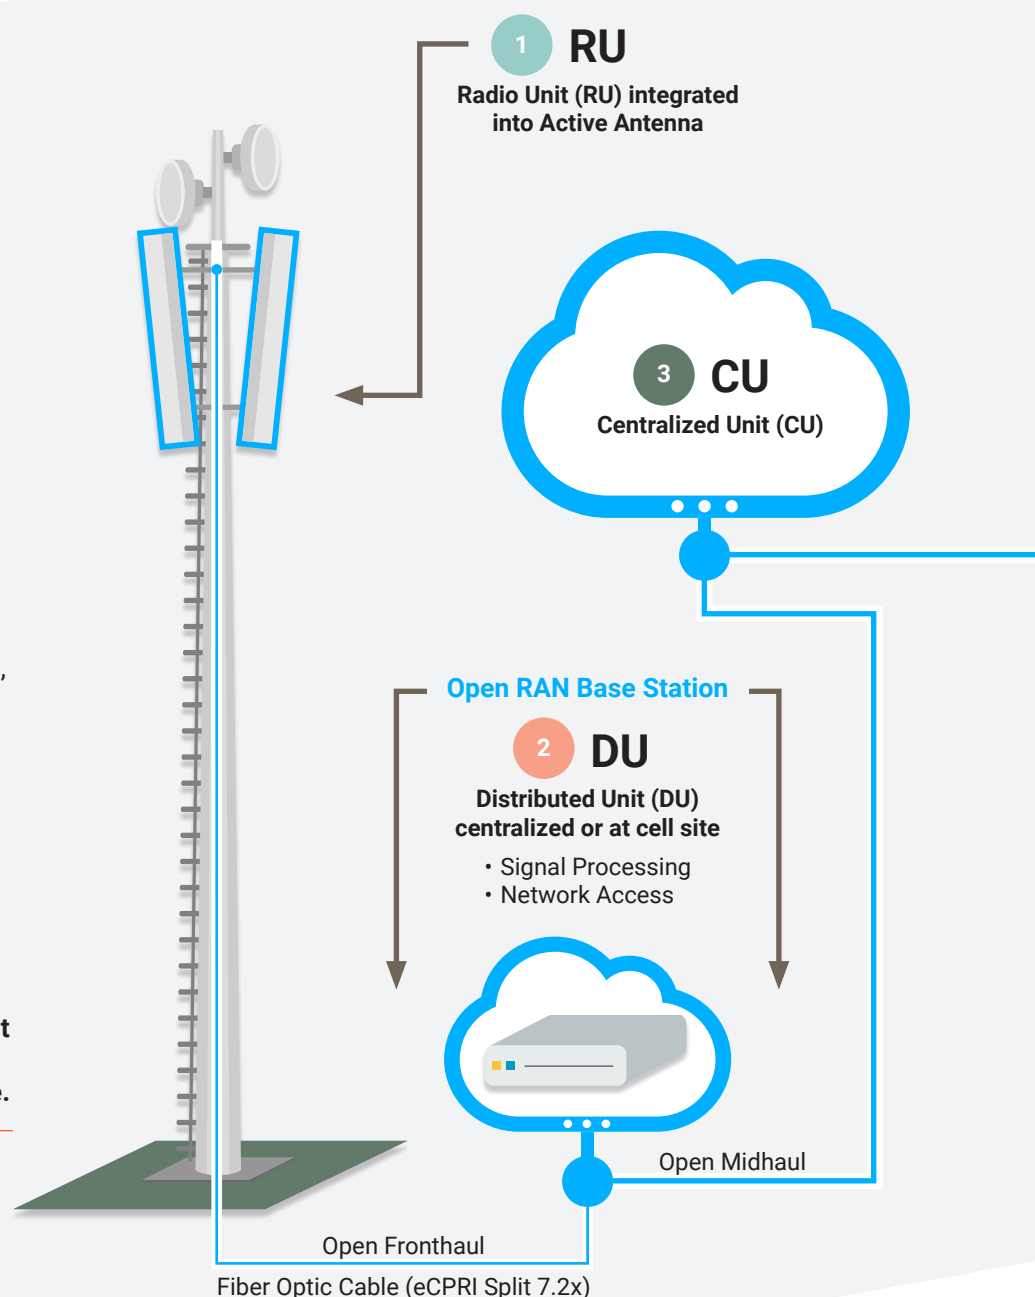 1 RU
Radio Unit (RU) integrated
into Active Antenna
3 CU
Centralized Unit (CU)
Open RAN Base Station
2 DU
Distributed Unit (DU)
centralized or at cell site
• Signal Processing
• Network Access
Open Midhaul
Open Fronthaul
Fiber Optic Cable (eCPRI Split 7.2x)